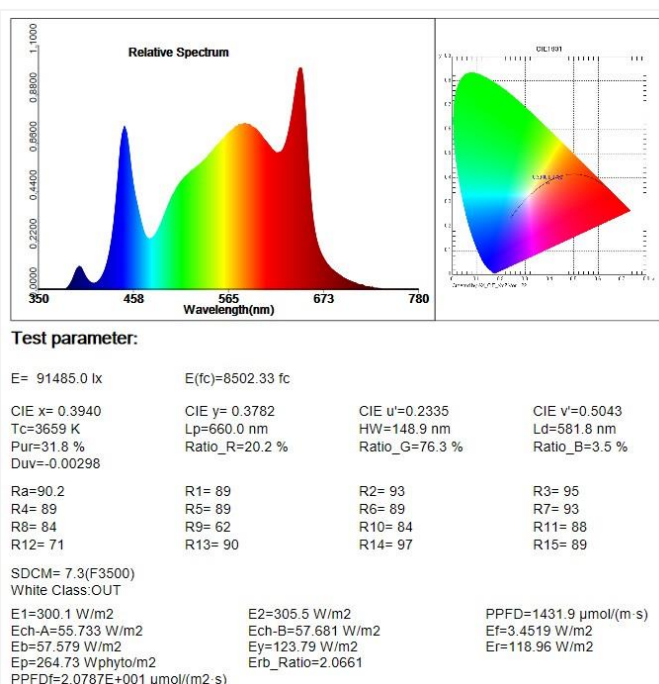 Relative Spectrum
1.1000
0.8800
0.6600
0.4400
0.2200
0.0000
350 458 565 673 780
Wavelength(nm)
CIE1931
Test parameter:
E= 91485.0 lx E(fc)=8502.33 fc
CIE x= 0.3940 CIE y= 0.3782 CIE u'=0.2335 CIE v'=0.5043
Tc=3659 K Lp=660.0 nm HW=148.9 nm Ld=581.8 nm
Pur=31.8 % Ratio_R=20.2 % Ratio_G=76.3 % Ratio_B=3.5 %
Duv=-0.00298
Ra=90.2 R1= 89 R2= 93 R3= 95
R4= 89 R5= 89 R6= 89 R7= 93
R8= 84 R9= 62 R10= 84 R11= 88
R12= 71 R13= 90 R14= 97 R15= 89
SDCM= 7.3(F3500)
White Class:OUT
E1=300.1 W/m2 E2=305.5 W/m2 PPFD=1431.9 μmol/(m·s)
Ech-A=55.733 W/m2 Ech-B=57.681 W/m2 Ef=3.4519 W/m2
Eb=57.579 W/m2 Ey=123.79 W/m2 Er=118.96 W/m2
Ep=264.73 Wphyto/m2 Erb_Ratio=2.0661
PPFDf=2.0787E+001 μmol/(m2·s)